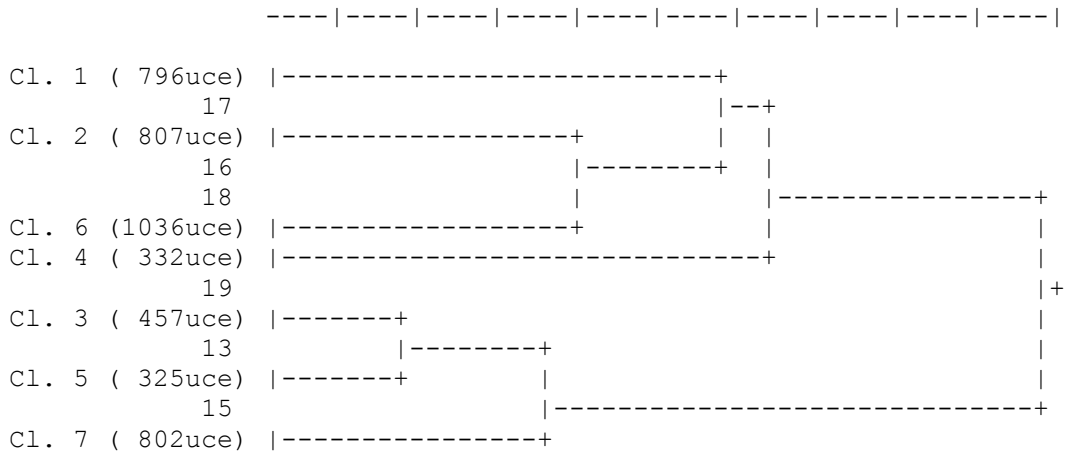 ----|----|----|----|----|----|----|----|----|----|
Cl. 1 ( 796uce) |---------------------------+
17 |--+
Cl. 2 ( 807uce) |------------------+ | |
16 |--------+ |
18 | |----------------+
Cl. 6 (1036uce) |------------------+ | |
Cl. 4 ( 332uce) |------------------------------+ |
19 |+
Cl. 3 ( 457uce) |-------+ |
13 |--------+ |
Cl. 5 ( 325uce) |-------+ | |
15 |------------------------------+
Cl. 7 ( 802uce) |----------------+